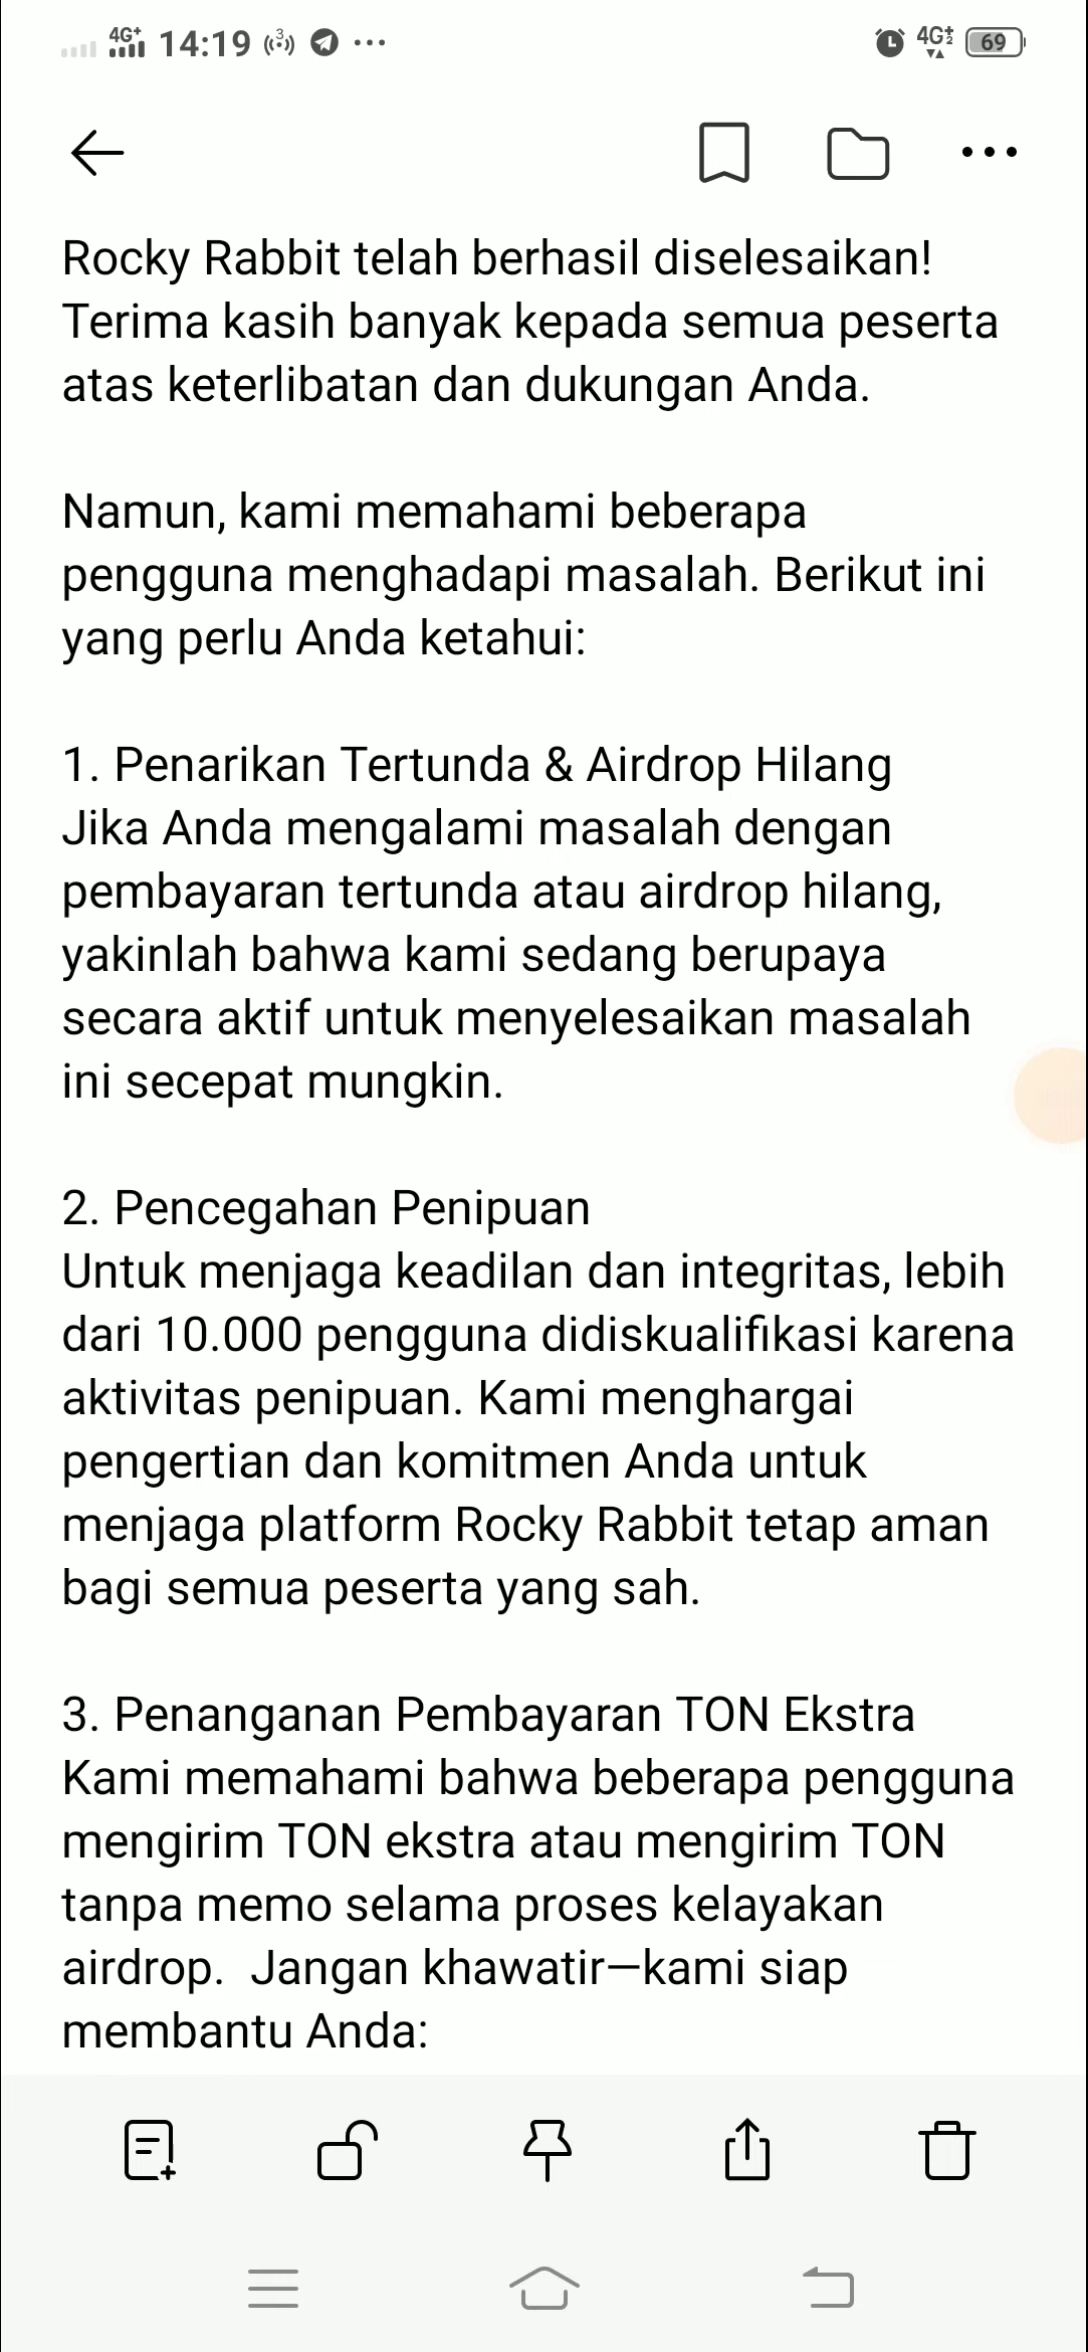 4G+ 14:19 3 ... 4G+2 69
Rocky Rabbit telah berhasil diselesaikan!
Terima kasih banyak kepada semua peserta
atas keterlibatan dan dukungan Anda.
Namun, kami memahami beberapa
pengguna menghadapi masalah. Berikut ini
yang perlu Anda ketahui:
1. Penarikan Tertunda & Airdrop Hilang
Jika Anda mengalami masalah dengan
pembayaran tertunda atau airdrop hilang,
yakinlah bahwa kami sedang berupaya
secara aktif untuk menyelesaikan masalah
ini secepat mungkin.
2. Pencegahan Penipuan
Untuk menjaga keadilan dan integritas, lebih
dari 10.000 pengguna didiskualifikasi karena
aktivitas penipuan. Kami menghargai
pengertian dan komitmen Anda untuk
menjaga platform Rocky Rabbit tetap aman
bagi semua peserta yang sah.
3. Penanganan Pembayaran TON Ekstra
Kami memahami bahwa beberapa pengguna
mengirim TON ekstra atau mengirim TON
tanpa memo selama proses kelayakan
airdrop.  Jangan khawatir—kami siap
membantu Anda: